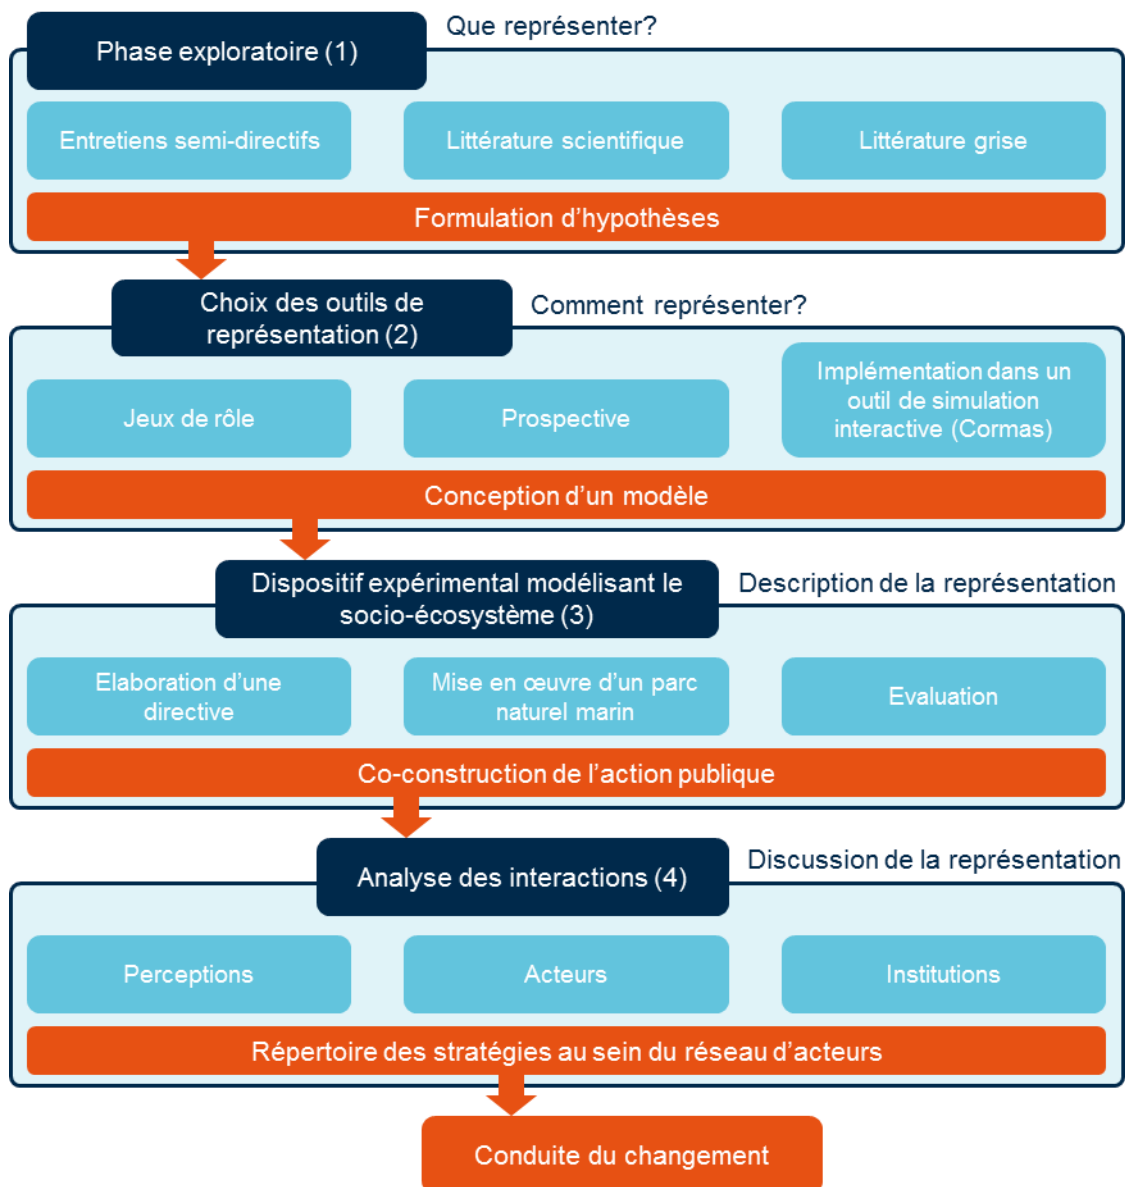 Phase exploratoire (1)
Que représenter?
Entretiens semi-directifs
Littérature scientifique
Littérature grise
Formulation d’hypothèses
Choix des outils de
représentation (2)
Comment représenter?
Jeux de rôle
Prospective
Implémentation dans un
outil de simulation
interactive (Cormas)
Conception d’un modèle
Dispositif expérimental modélisant le
socio-écosystème (3)
Description de la représentation
Elaboration d’une
directive
Mise en œuvre d’un parc
naturel marin
Evaluation
Co-construction de l’action publique
Analyse des interactions (4)
Discussion de la représentation
Perceptions
Acteurs
Institutions
Répertoire des stratégies au sein du réseau d’acteurs
Conduite du changement